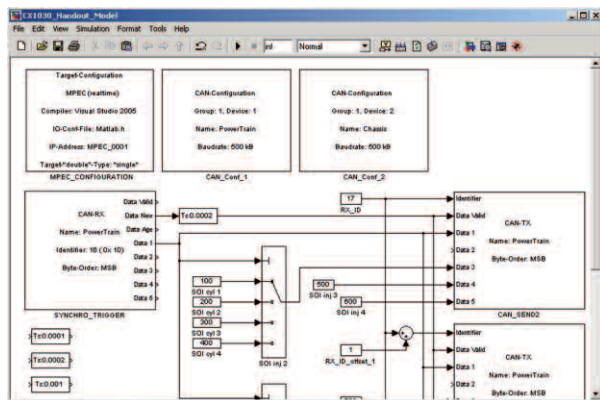 EX1030_Handout_Model
File Edit View Simulation Format Tools Help
inf Normal
Target-Configuration
MPEC (realtime)
Compiler: Visual Studio 2005
IO-Conf-File: Matlab.h
IP-Address: MPEC_0001
Target-"double"-Type: "single"
MPEC_CONFIGURATION
CAN-Configuration
Group: 1, Device: 1
Name: PowerTrain
Baudrate: 500 kB
CAN_Conf_1
CAN-Configuration
Group: 1, Device: 2
Name: Chassis
Baudrate: 500 kB
CAN_Conf_2
CAN-RX
Name: PowerTrain
Identifier: 16 (0x 10)
Byte-Order: MSB
Data Valid
Data New
Data Age
Data 1
Data 2
Data 3
Data 4
Data 5
SYNCHRO_TRIGGER
Ts:0.0002
17
RX_ID
100
SOI cyl 1
200
SOI cyl 2
300
SOI cyl 3
400
SOI cyl 4
SOI inj 2
500
SOI inj 3
600
SOI inj 4
Identifier
Data Valid
Data 1
Data 2
Data 3
Data 4
Data 5
CAN-TX
Name: PowerTrain
Byte-Order: MSB
CAN_SEND2
Ts:0.0001
Ts:0.0002
Ts:0.001
1
RX_ID_offset_1
Identifier
Data Valid
Data 1
Data 2
Data 3
CAN-TX
Name: PowerTrain